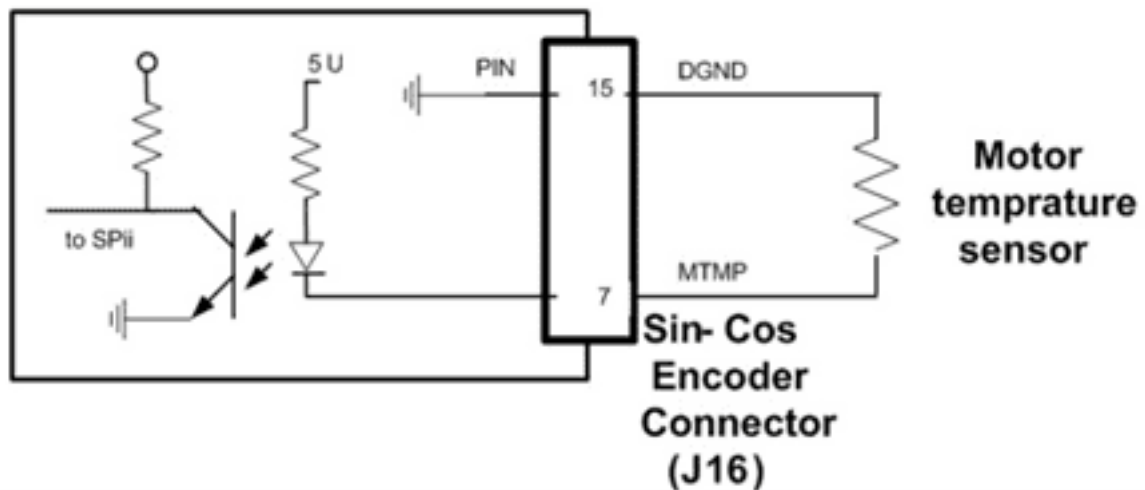 5 U
PIN
15
DGND
to SPii
7
MTMP
Motor
temprature
sensor
Sin- Cos
Encoder
Connector
(J16)